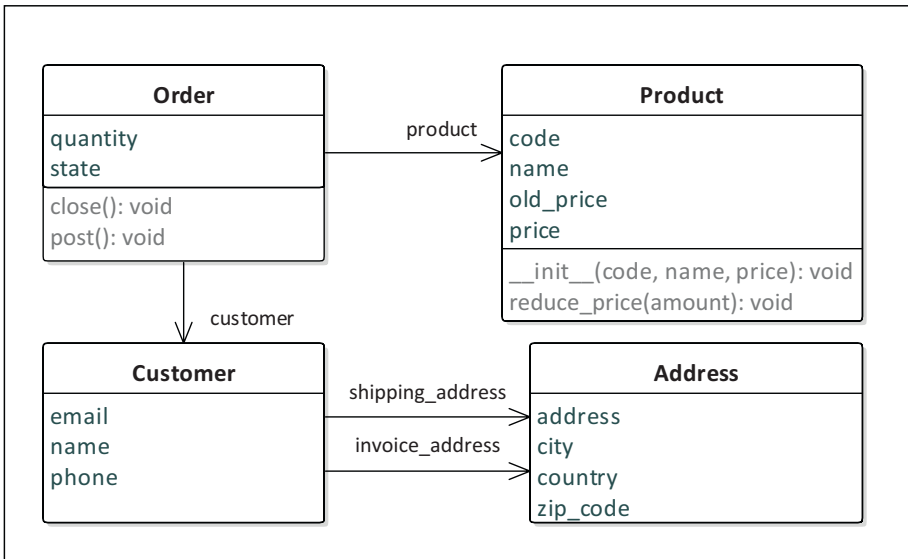 Order
quantity
state
close(): void
post(): void
product
Product
code
name
old_price
price
__init__(code, name, price): void
reduce_price(amount): void
customer
Customer
email
name
phone
shipping_address
invoice_address
Address
address
city
country
zip_code